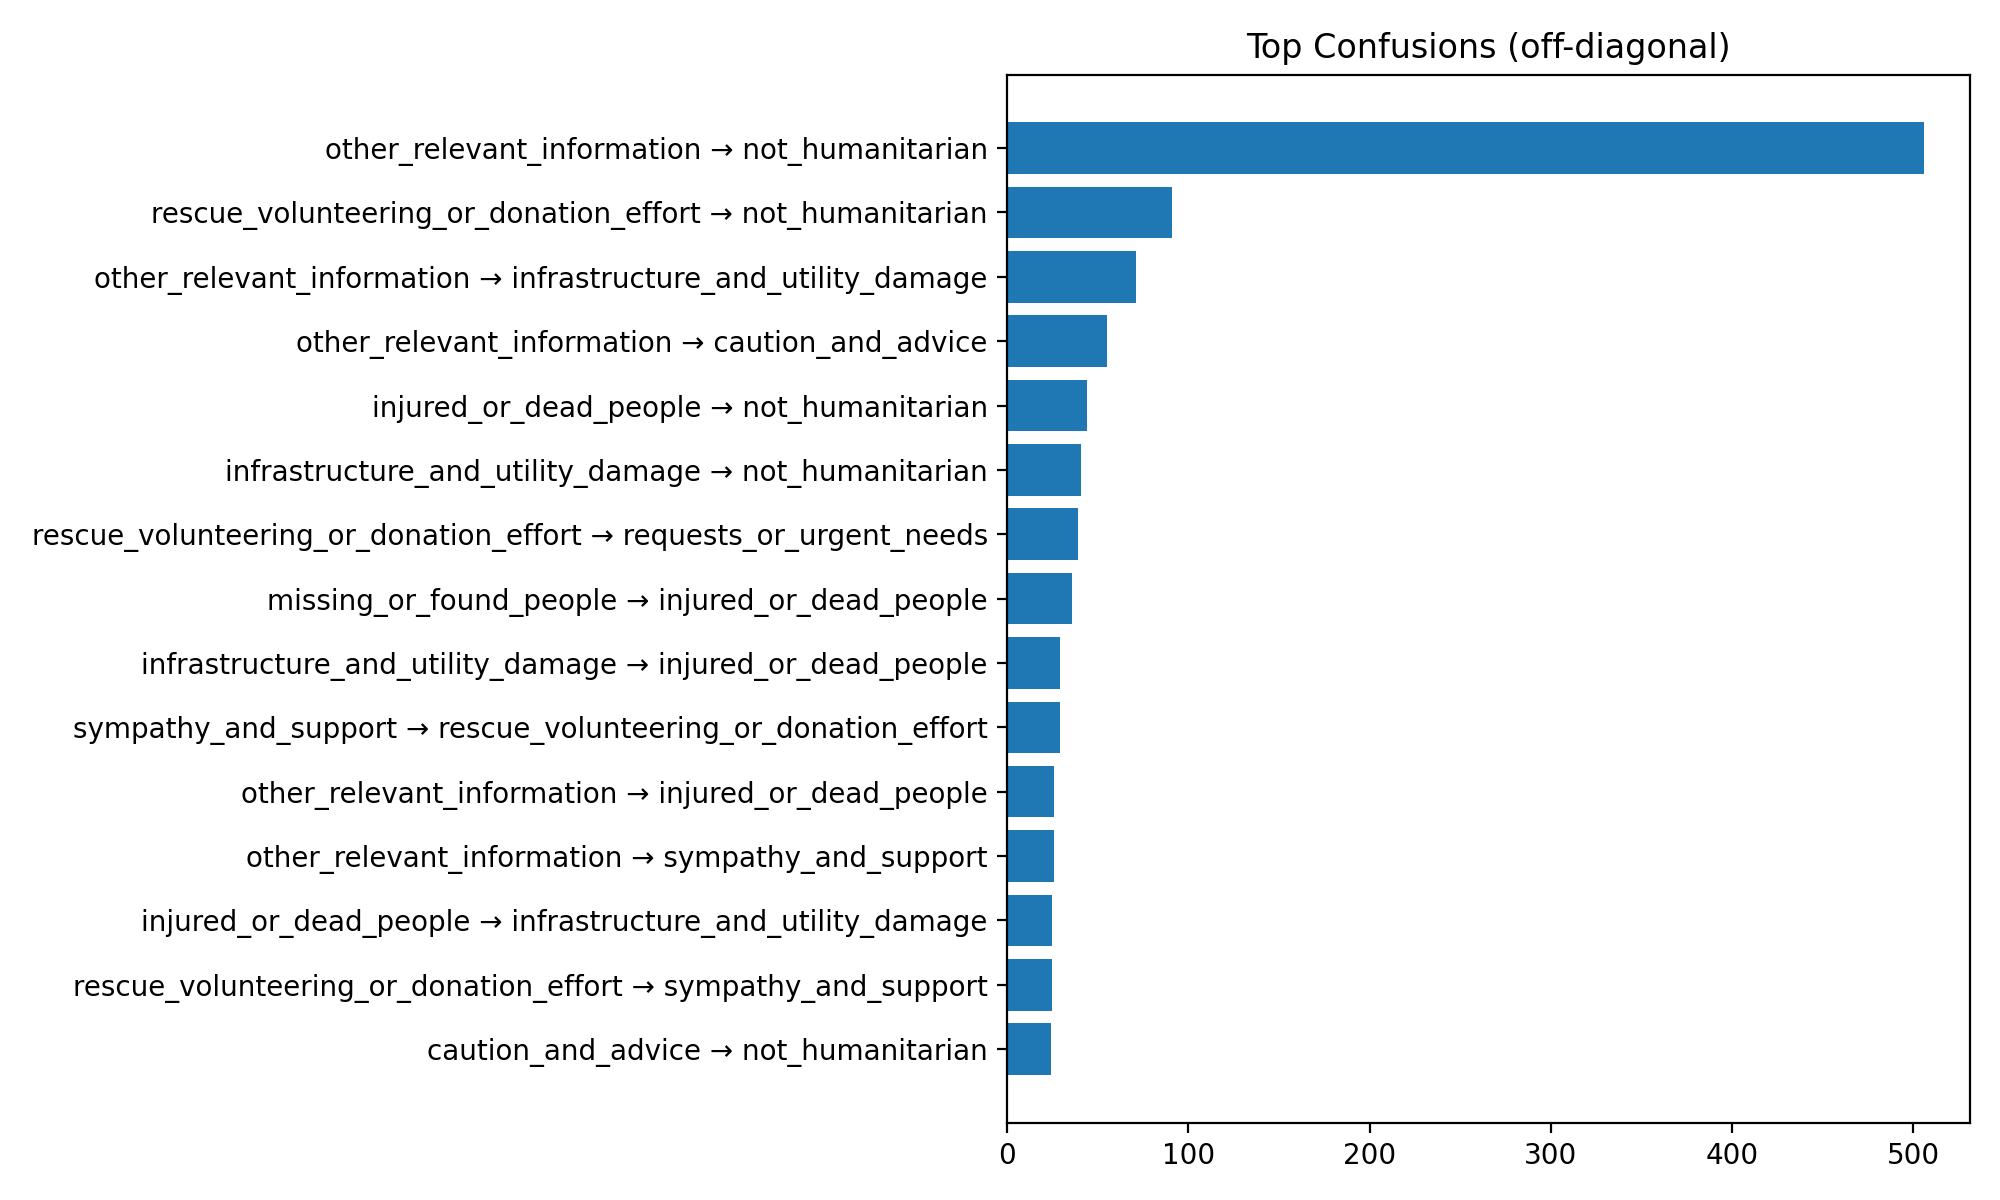 Top Confusions (off-diagonal)
other_relevant_information → not_humanitarian
rescue_volunteering_or_donation_effort → not_humanitarian
other_relevant_information → infrastructure_and_utility_damage
other_relevant_information → caution_and_advice
injured_or_dead_people → not_humanitarian
infrastructure_and_utility_damage → not_humanitarian
rescue_volunteering_or_donation_effort → requests_or_urgent_needs
missing_or_found_people → injured_or_dead_people
infrastructure_and_utility_damage → injured_or_dead_people
sympathy_and_support → rescue_volunteering_or_donation_effort
other_relevant_information → injured_or_dead_people
other_relevant_information → sympathy_and_support
injured_or_dead_people → infrastructure_and_utility_damage
rescue_volunteering_or_donation_effort → sympathy_and_support
caution_and_advice → not_humanitarian
0 100 200 300 400 500